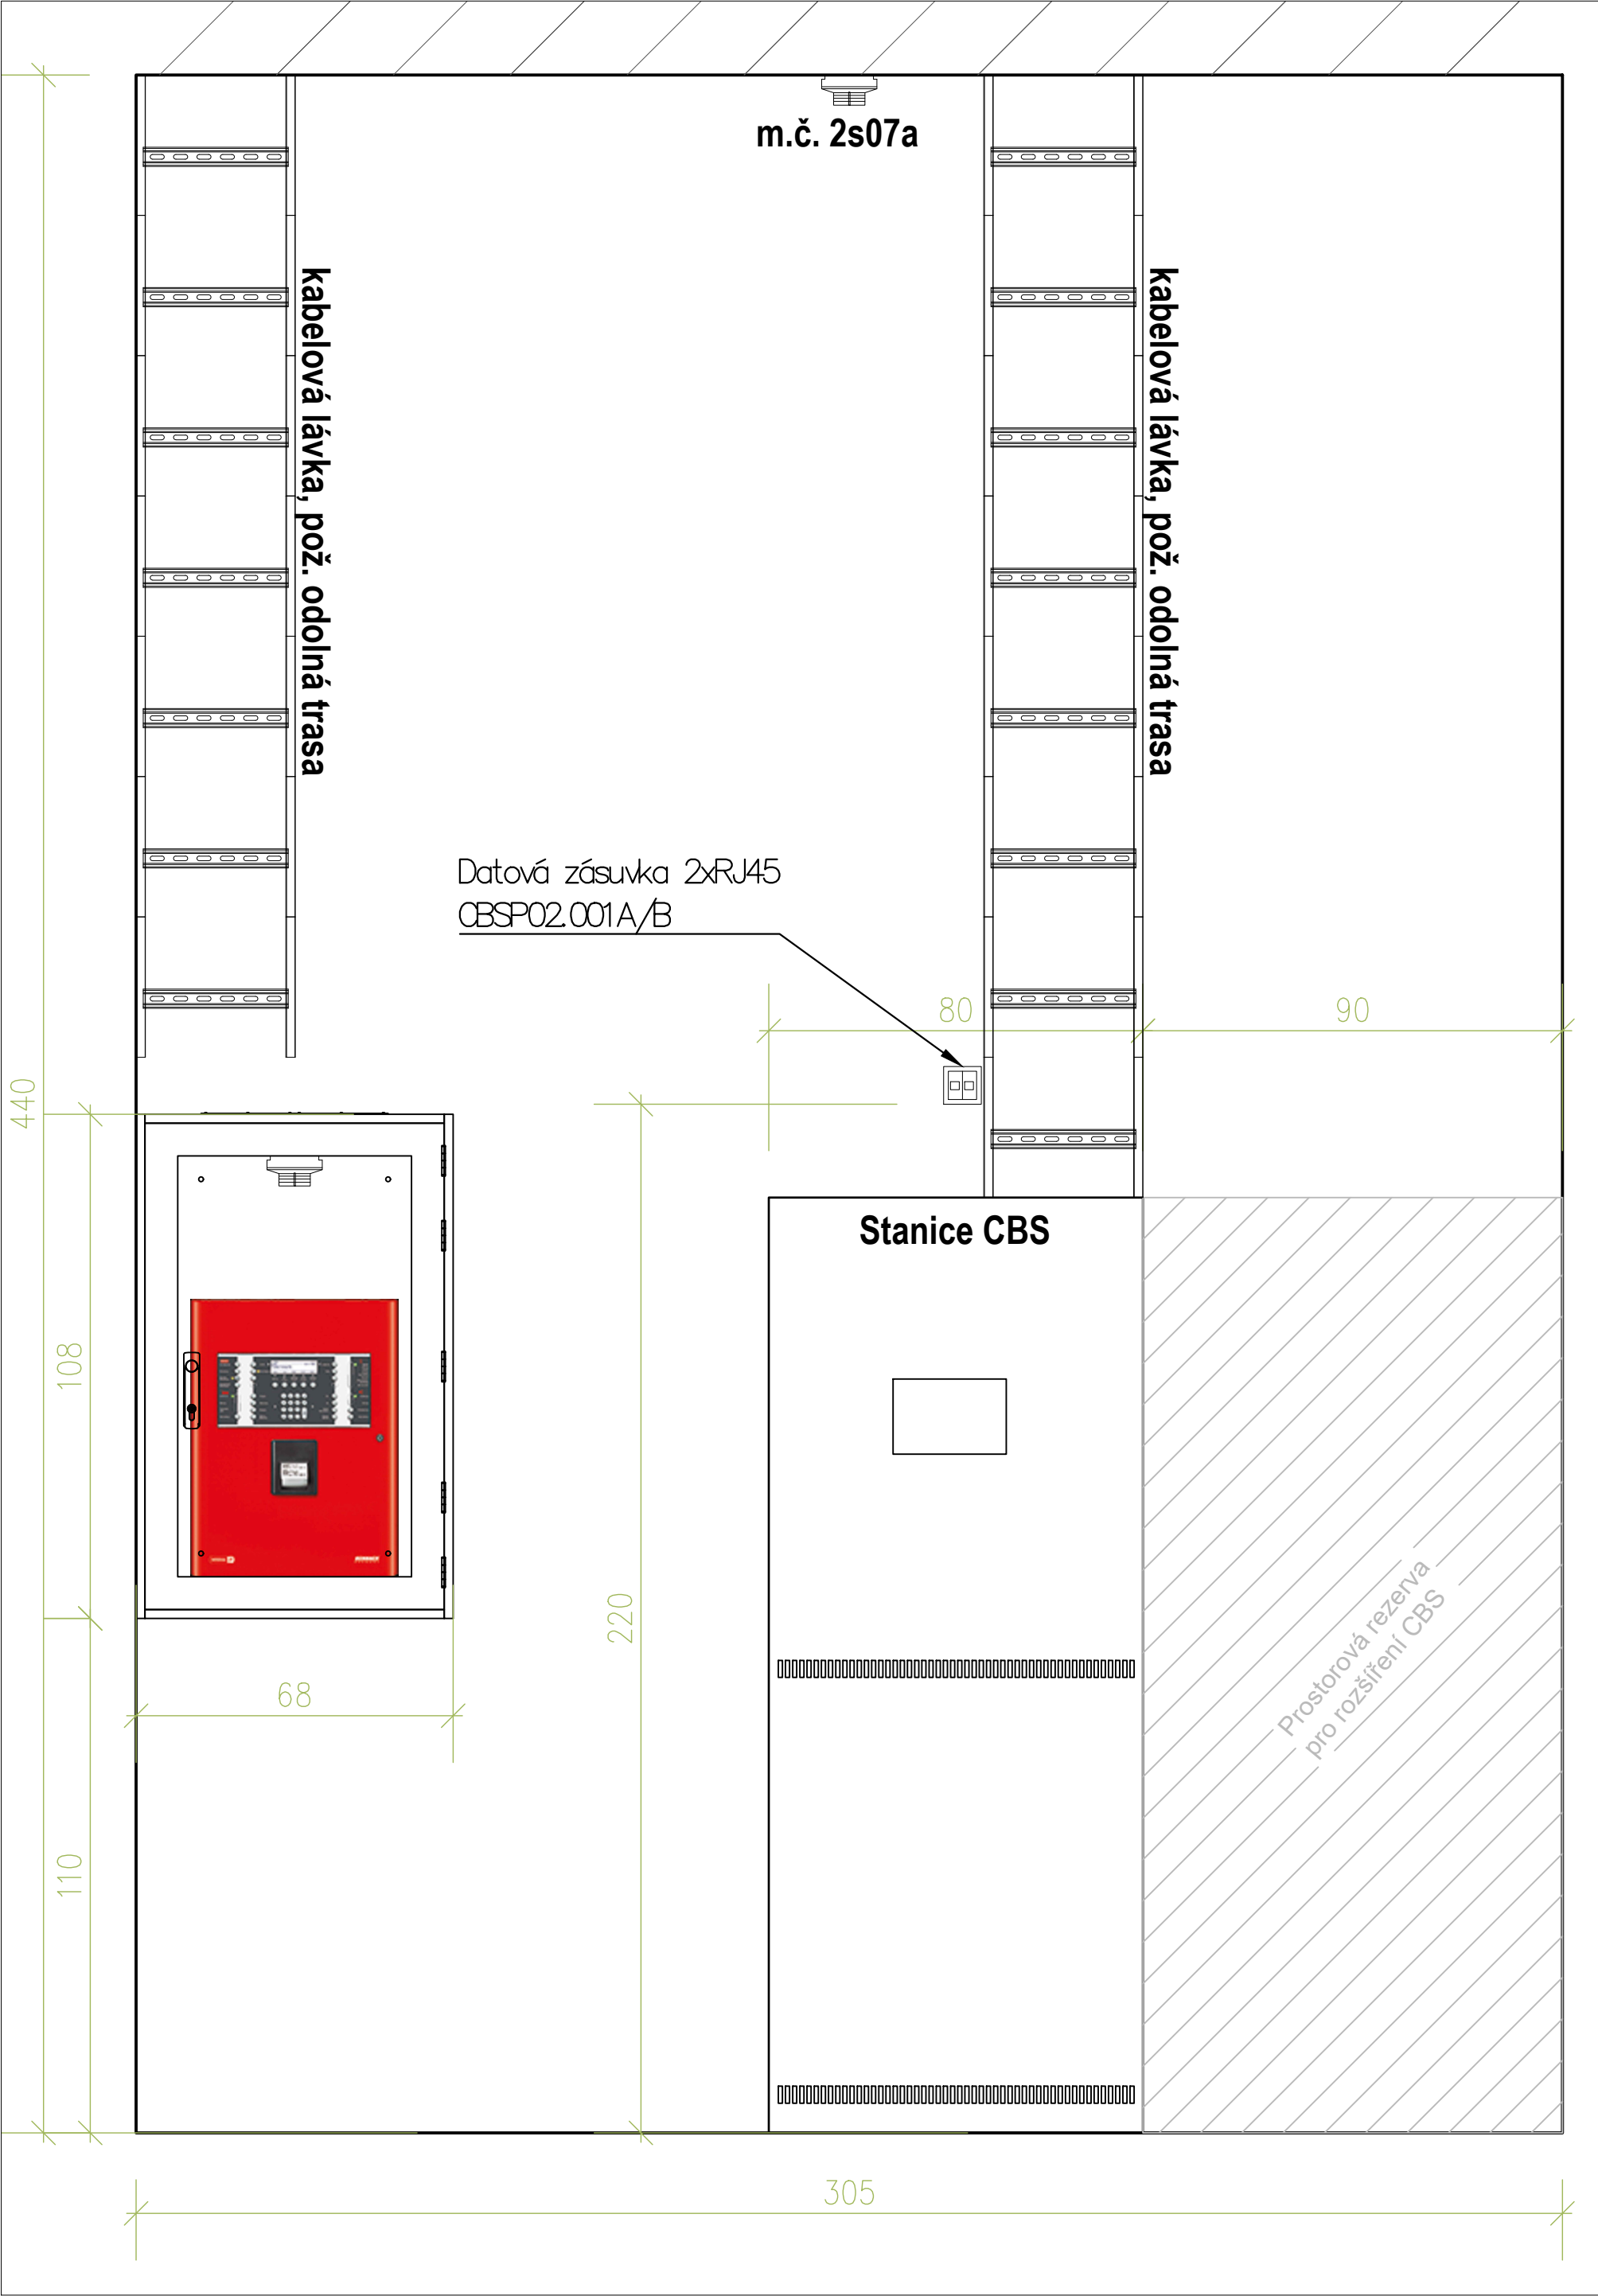 m.č. 2s07a
kabelová lávka, pož. odolná trasa
kabelová lávka, pož. odolná trasa
Datová zásuvka 2xRJ45
CBSP02.001A/B
80
90
440
Stanice CBS
108
220
Prostorová rezerva
pro rozšíření CBS
68
110
305